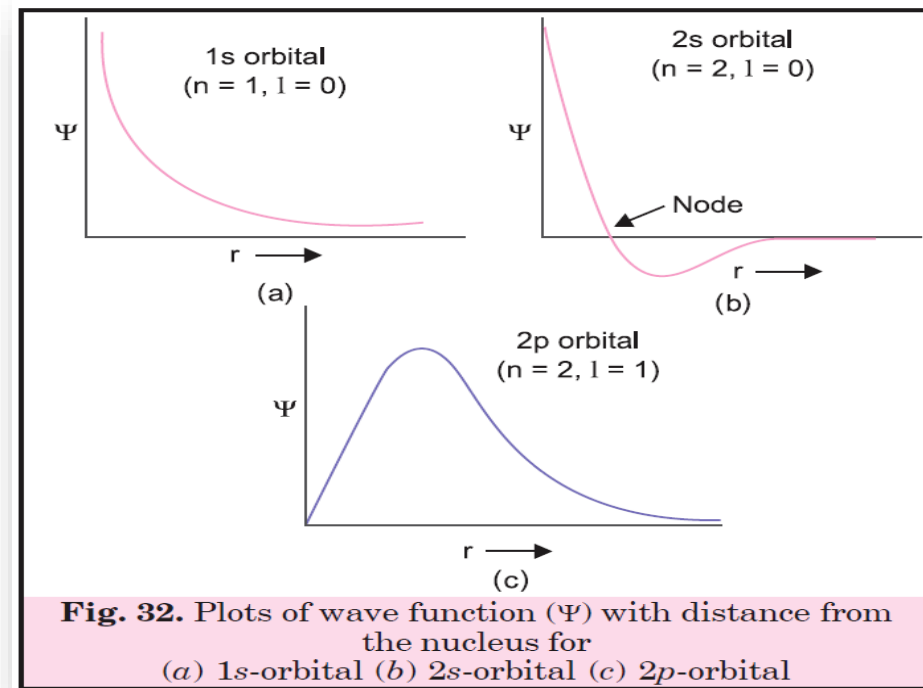 1s orbital
(n = 1, l = 0)
Ψ
r
(a)
2s orbital
(n = 2, l = 0)
Ψ
Node
r
(b)
2p orbital
(n = 2, l = 1)
Ψ
r
(c)
Fig. 32. Plots of wave function (Ψ) with distance from
the nucleus for
(a) 1s-orbital (b) 2s-orbital (c) 2p-orbital